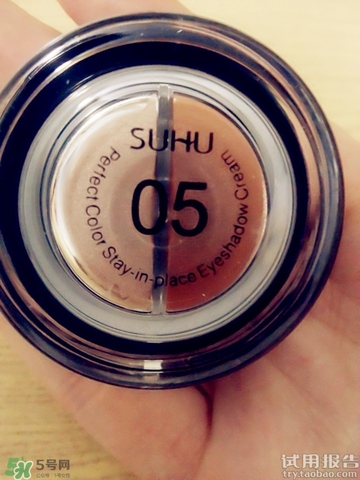 SUHU
05
Perfect Color Stay-in-place Eyeshadow Cream
5号网
试用报告
try.taobao.com